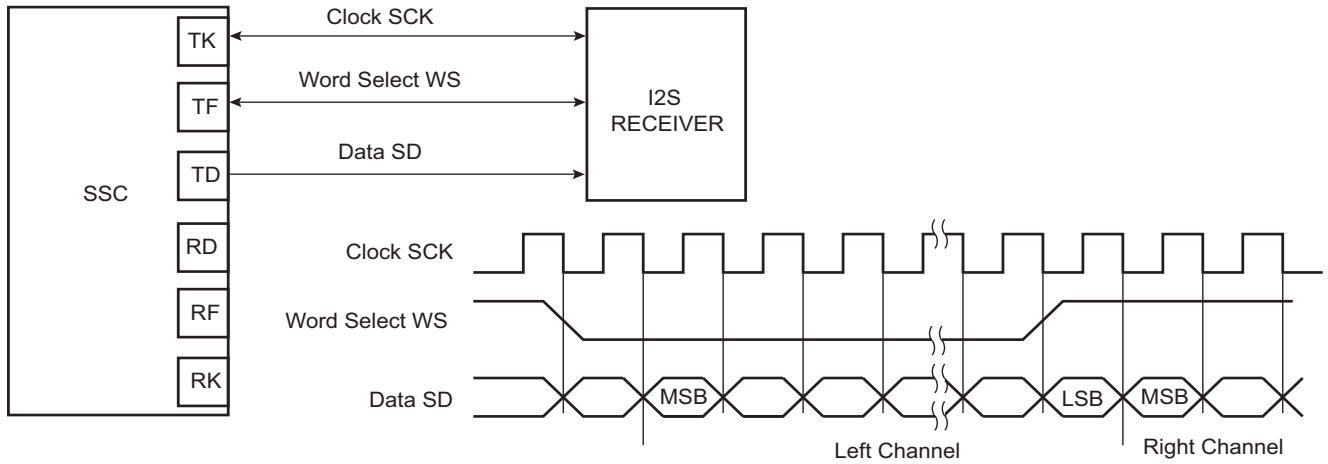 Clock SCK
TK
Word Select WS
TF
I2S
RECEIVER
Data SD
TD
SSC
RD
RF
RK
Clock SCK
Word Select WS
Data SD
MSB
LSB
MSB
Left Channel
Right Channel